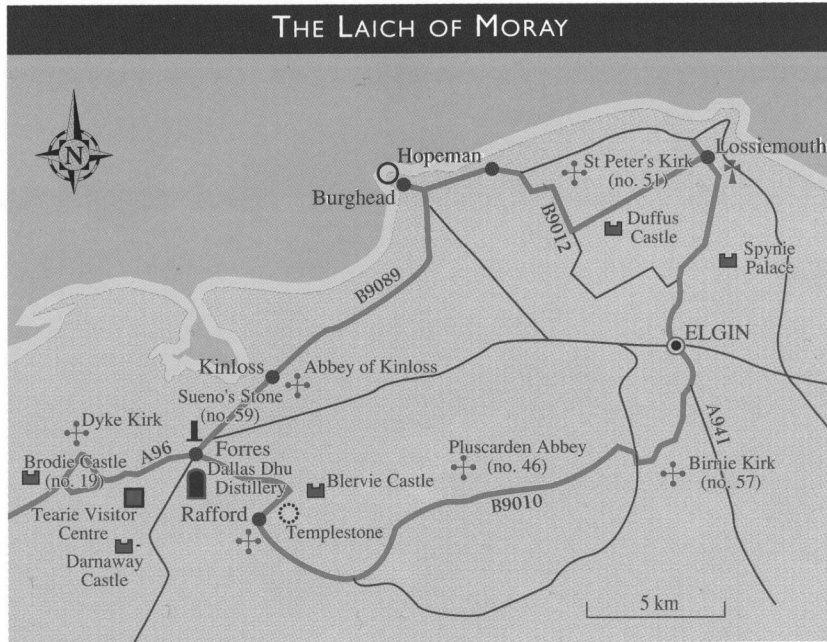 THE LAICH OF MORAY
N
Hopeman
Lossiemouth
St Peter's Kirk
(no. 51)
Burghead
B9012
Duffus
Castle
Spynie
Palace
B9089
ELGIN
Kinloss
Abbey of Kinloss
Sueno's Stone
(no. 59)
Dyke Kirk
A96
Forres
A941
Brodie Castle
(no. 19)
Dallas Dhu
Distillery
Pluscarden Abbey
(no. 46)
Birnie Kirk
(no. 57)
Blervie Castle
Tearie Visitor
Centre
Rafford
B9010
Templestone
Darnaway
Castle
5 km